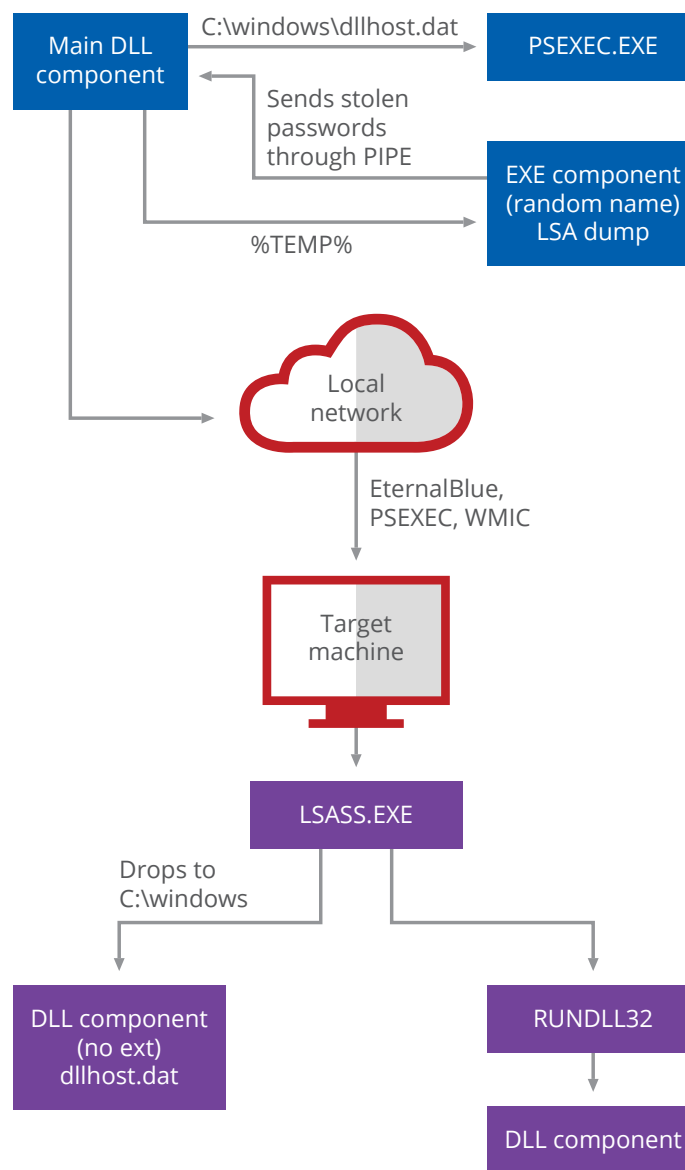 Main DLL
component
C:\windows\dllhost.dat
PSEXEC.EXE
Sends stolen
passwords
through PIPE
EXE component
(random name)
LSA dump
%TEMP%
Local
network
EternalBlue,
PSEXEC, WMIC
Target
machine
LSASS.EXE
Drops to
C:\windows
DLL component
(no ext)
dllhost.dat
RUNDLL32
DLL component